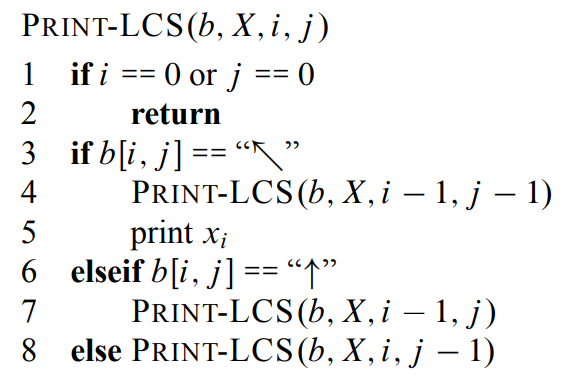 PRINT-LCS(b, X, i, j)
1 if i == 0 or j == 0
2 return
3 if b[i, j] == “↖”
4 PRINT-LCS(b, X, i − 1, j − 1)
5 print xᵢ
6 elseif b[i, j] == “↑”
7 PRINT-LCS(b, X, i − 1, j)
8 else PRINT-LCS(b, X, i, j − 1)